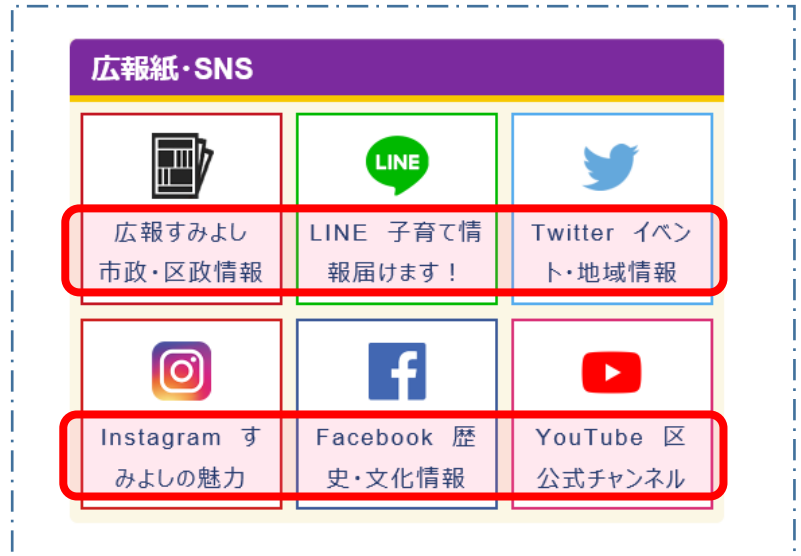 広報紙・SNS
LINE
広報すみよし
市政・区政情報
LINE 子育て情
報届けます！
Twitter イベン
ト・地域情報
Instagram す
みよしの魅力
Facebook 歴
史・文化情報
YouTube 区
公式チャンネル